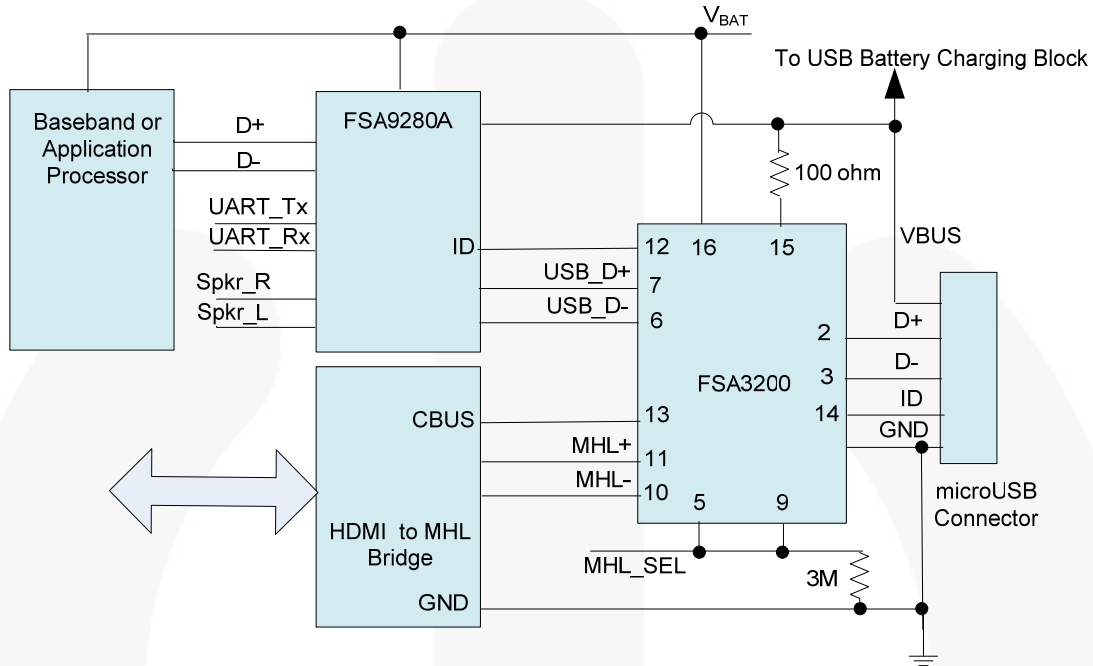 VBAT
To USB Battery Charging Block
Baseband or
Application
Processor
D+
D-
FSA9280A
100 ohm
UART_Tx
UART_Rx
ID
12
16
15
VBUS
USB_D+
7
Spkr_R
USB_D-
6
Spkr_L
2
D+
FSA3200
3
D-
14
ID
GND
CBUS
13
MHL+
11
MHL-
10
5
9
microUSB
Connector
HDMI to MHL
Bridge
MHL_SEL
3M
GND